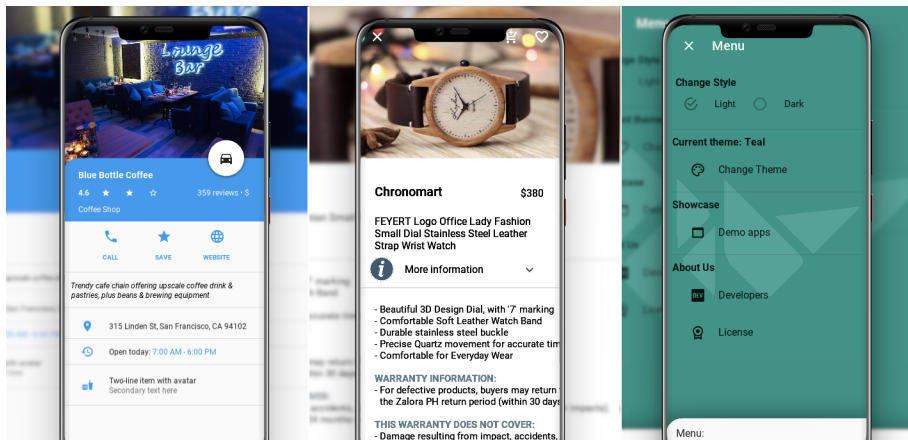 Lounge
Bar
Blue Bottle Coffee
4.6
359 reviews • $
Coffee Shop
CALL
SAVE
WEBSITE
Trendy cafe chain offering upscale coffee drink &
pastries, plus beans & brewing equipment
315 Linden St, San Francisco, CA 94102
Open today: 7:00 AM - 6:00 PM
Two-line item with avatar
Secondary text here
Chronomart
$380
FEYERT Logo Office Lady Fashion
Small Dial Stainless Steel Leather
Strap Wrist Watch
i
More information
- Beautiful 3D Design Dial, with '7' marking
- Comfortable Soft Leather Watch Band
- Durable stainless steel buckle
- Precise Quartz movement for accurate tim
- Comfortable for Everyday Wear
WARRANTY INFORMATION:
- For defective products, buyers may return
the Zalora PH return period (within 30 days
THIS WARRANTY DOES NOT COVER:
- Damage resulting from impact, accidents,
Menu
Change Style
Light
Dark
Current theme: Teal
Change Theme
Showcase
Demo apps
About Us
DEV
Developers
License
Menu: